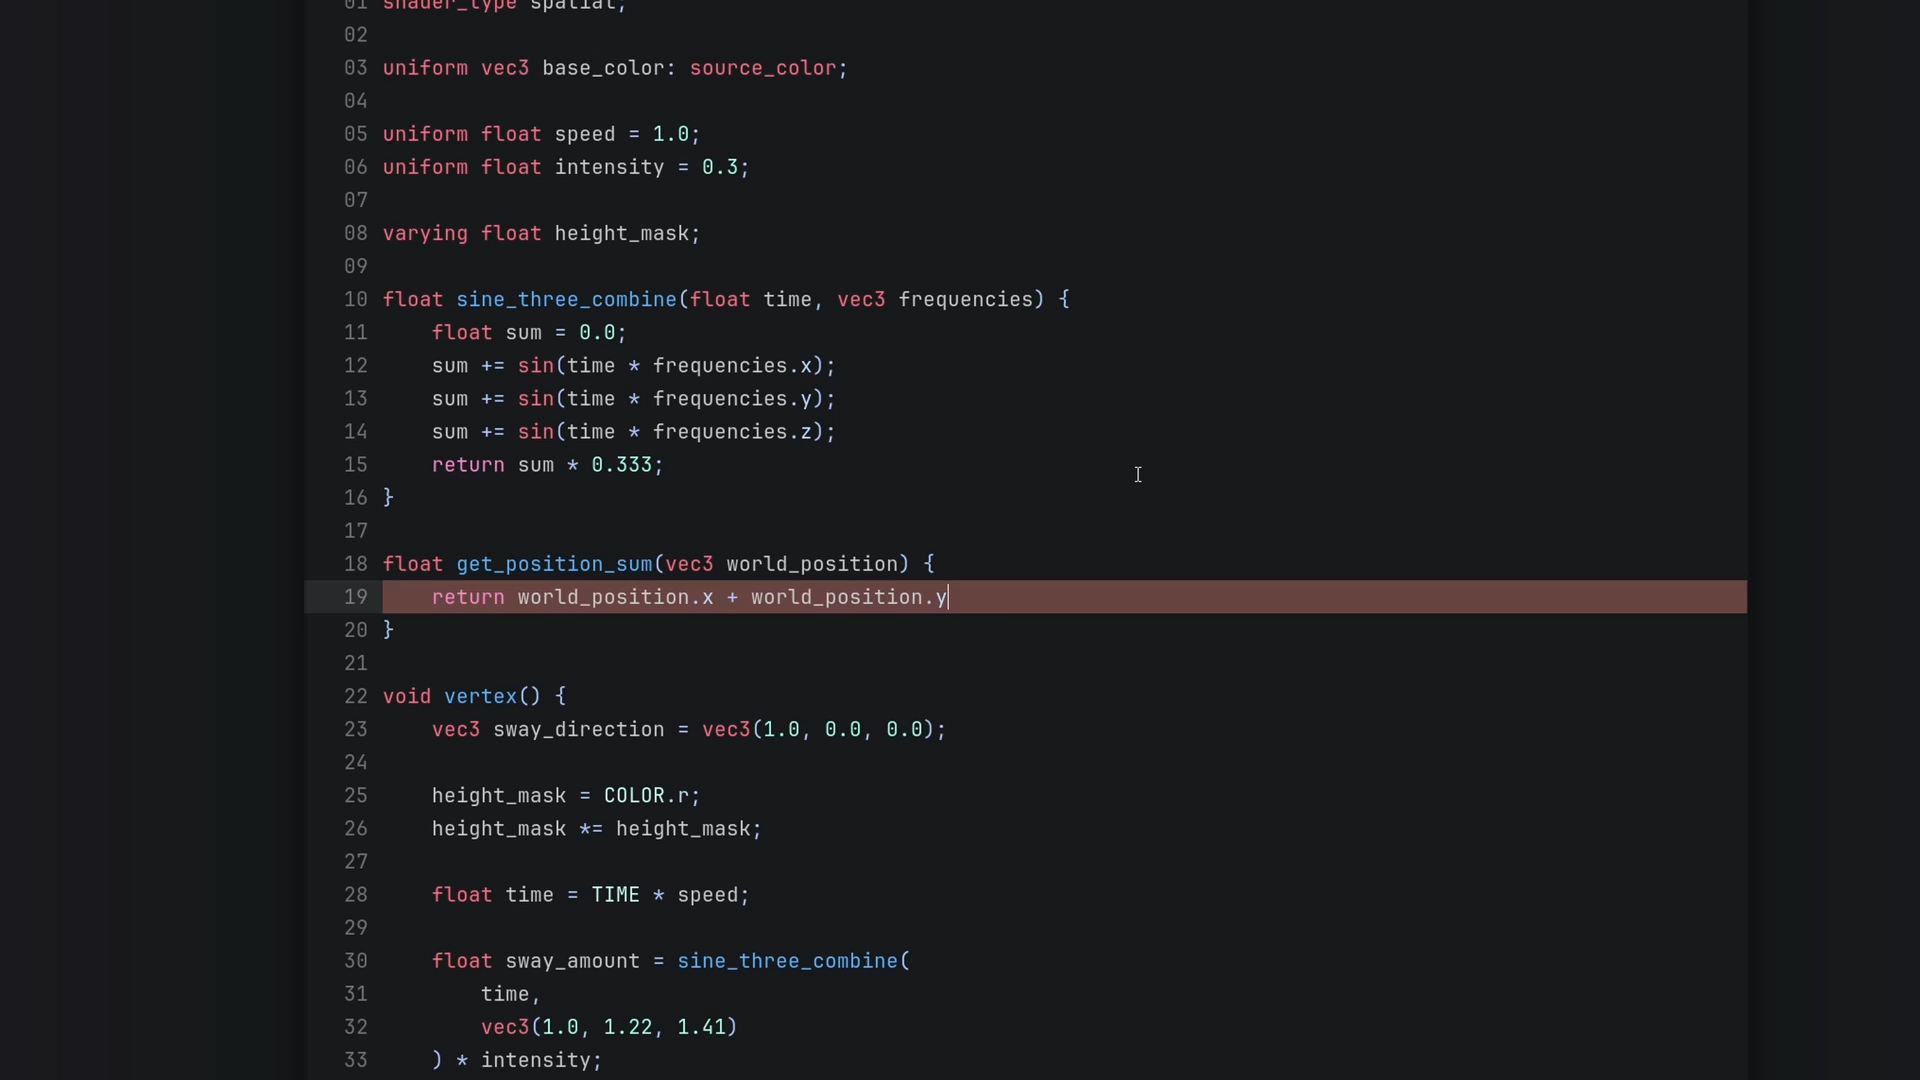 01 shader_type spatial;
02
03 uniform vec3 base_color: source_color;
04
05 uniform float speed = 1.0;
06 uniform float intensity = 0.3;
07
08 varying float height_mask;
09
10 float sine_three_combine(float time, vec3 frequencies) {
11     float sum = 0.0;
12     sum += sin(time * frequencies.x);
13     sum += sin(time * frequencies.y);
14     sum += sin(time * frequencies.z);
15     return sum * 0.333;
16 }
17
18 float get_position_sum(vec3 world_position) {
19     return world_position.x + world_position.y
20 }
21
22 void vertex() {
23     vec3 sway_direction = vec3(1.0, 0.0, 0.0);
24
25     height_mask = COLOR.r;
26     height_mask *= height_mask;
27
28     float time = TIME * speed;
29
30     float sway_amount = sine_three_combine(
31         time,
32         vec3(1.0, 1.22, 1.41)
33     ) * intensity;